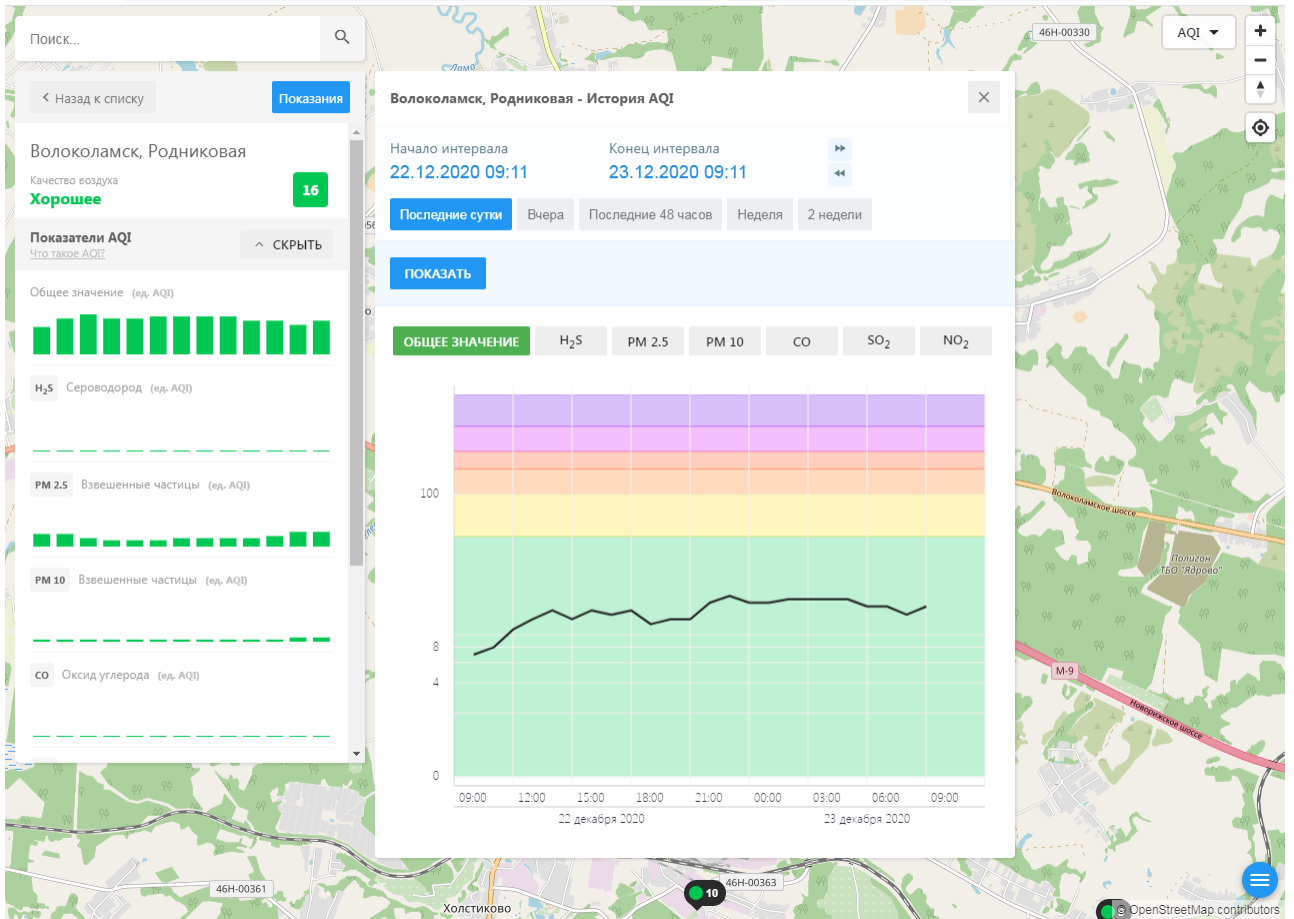 Поиск...
46Н-00330
AQI
Ламо
Назад к списку
Показания
Волоколамск, Родниковая - История AQI
Волоколамск, Родниковая
Качество воздуха
Хорошее
16
Начало интервала
22.12.2020 09:11
Конец интервала
23.12.2020 09:11
Последние сутки
Вчера
Последние 48 часов
Неделя
2 недели
Показатели AQI
Что такое AQI?
СКРЫТЬ
ПОКАЗАТЬ
Общее значение (ед. AQI)
ОБЩЕЕ ЗНАЧЕНИЕ
H₂S
PM 2.5
PM 10
CO
SO₂
NO₂
H₂S Сероводород (ед. AQI)
PM 2.5 Взвешенные частицы (ед. AQI)
PM 10 Взвешенные частицы (ед. AQI)
CO Оксид углерода (ед. AQI)
100
8
4
0
09:00 12:00 15:00 18:00 21:00 00:00 03:00 06:00 09:00
22 декабря 2020 23 декабря 2020
Волоколамское шоссе
Полигон
ТБО "Ядрово"
М-9
Новорижское шоссе
46Н-00361
10
46Н-00363
Холстиково
© OpenStreetMap contributors